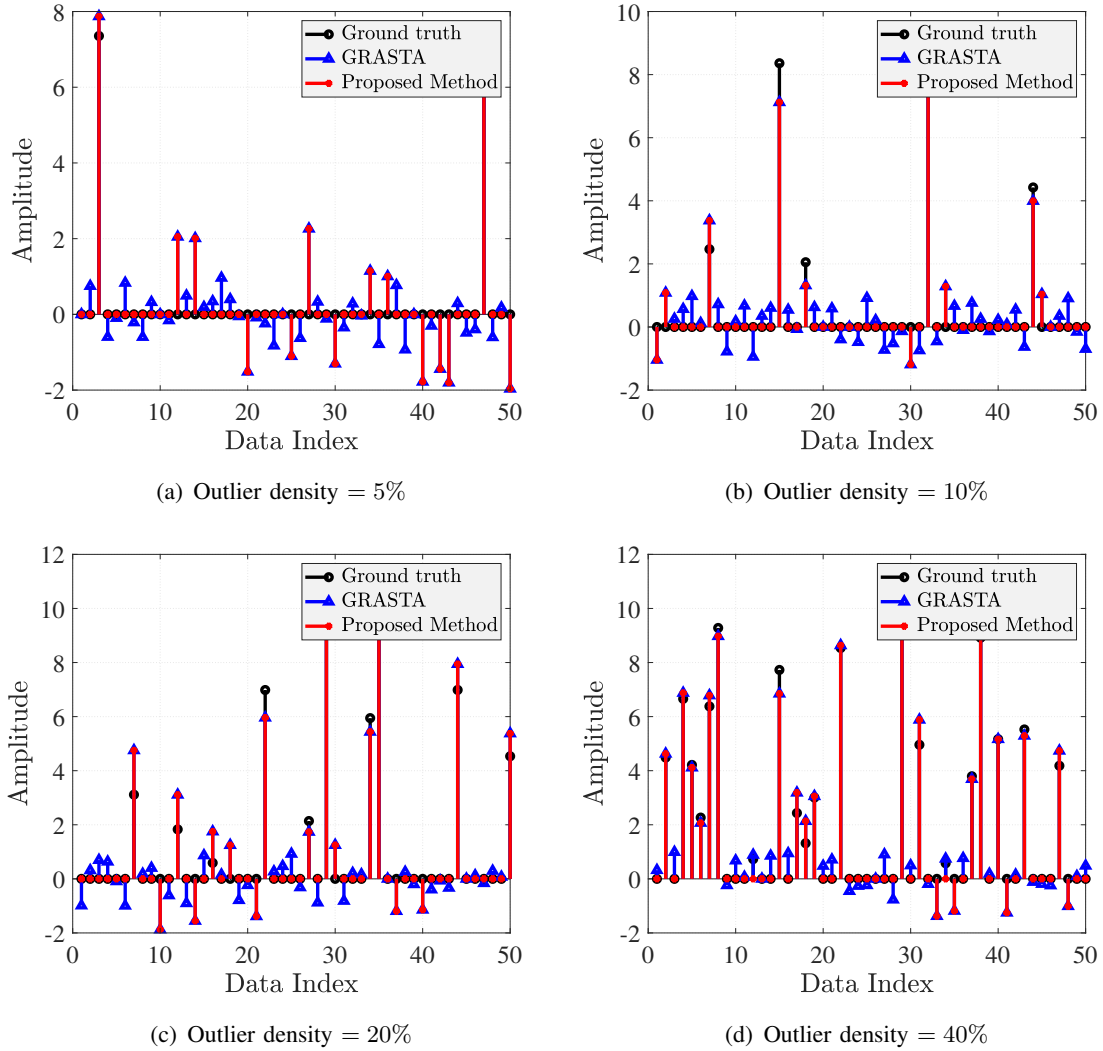 8
6
4
2
0
-2
Amplitude
Ground truth
GRASTA
Proposed Method
0 10 20 30 40 50
Data Index
(a) Outlier density = 5%
10
8
6
4
2
0
-2
Amplitude
Ground truth
GRASTA
Proposed Method
0 10 20 30 40 50
Data Index
(b) Outlier density = 10%
12
10
8
6
4
2
0
-2
Amplitude
Ground truth
GRASTA
Proposed Method
0 10 20 30 40 50
Data Index
(c) Outlier density = 20%
12
10
8
6
4
2
0
-2
Amplitude
Ground truth
GRASTA
Proposed Method
0 10 20 30 40 50
Data Index
(d) Outlier density = 40%